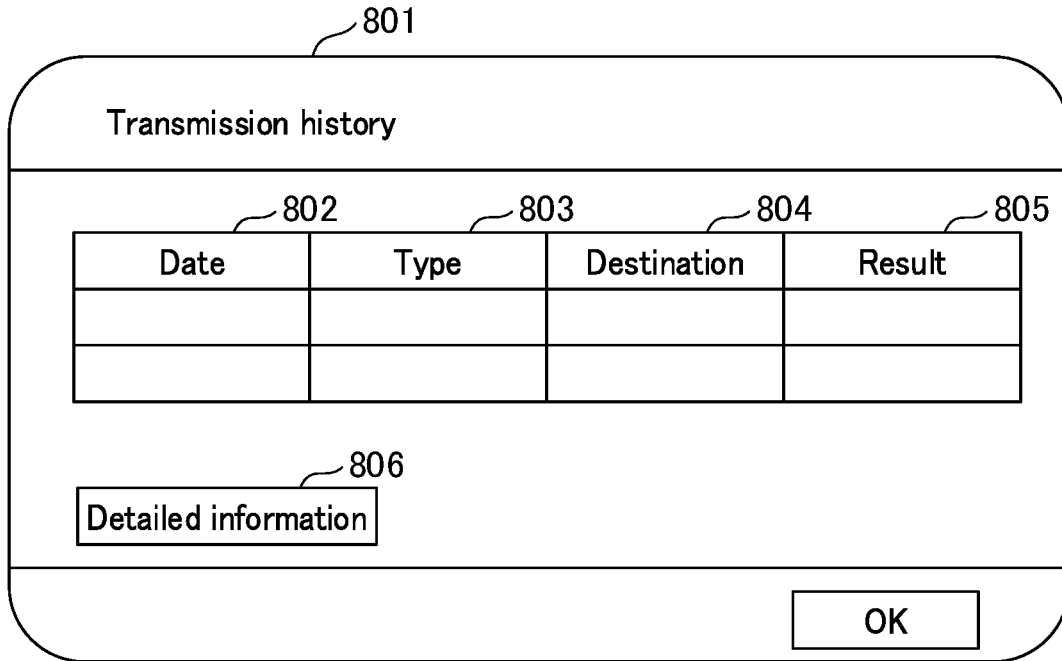 801
Transmission history
802 803 804 805
Date Type Destination Result
806
Detailed information
OK